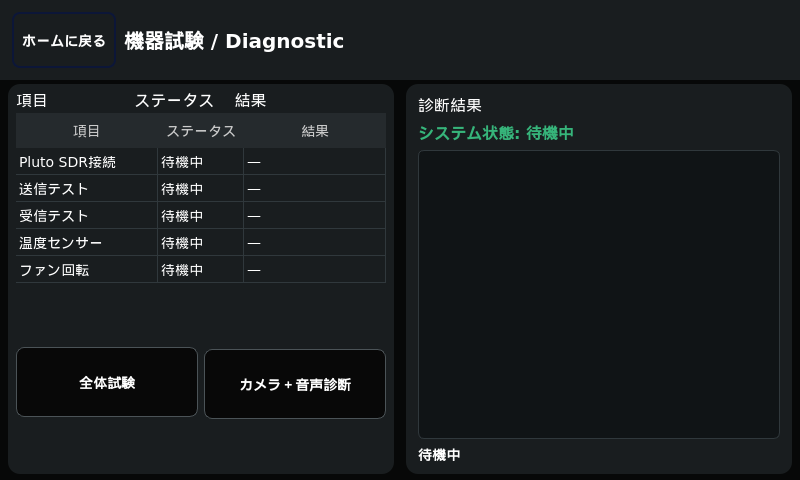 ホームに戻る 機器試験 / Diagnostic
項目 ステータス 結果
項目 ステータス 結果
Pluto SDR接続 待機中 —
送信テスト 待機中 —
受信テスト 待機中 —
温度センサー 待機中 —
ファン回転 待機中 —
全体試験 カメラ + 音声診断
診断結果
システム状態: 待機中
待機中